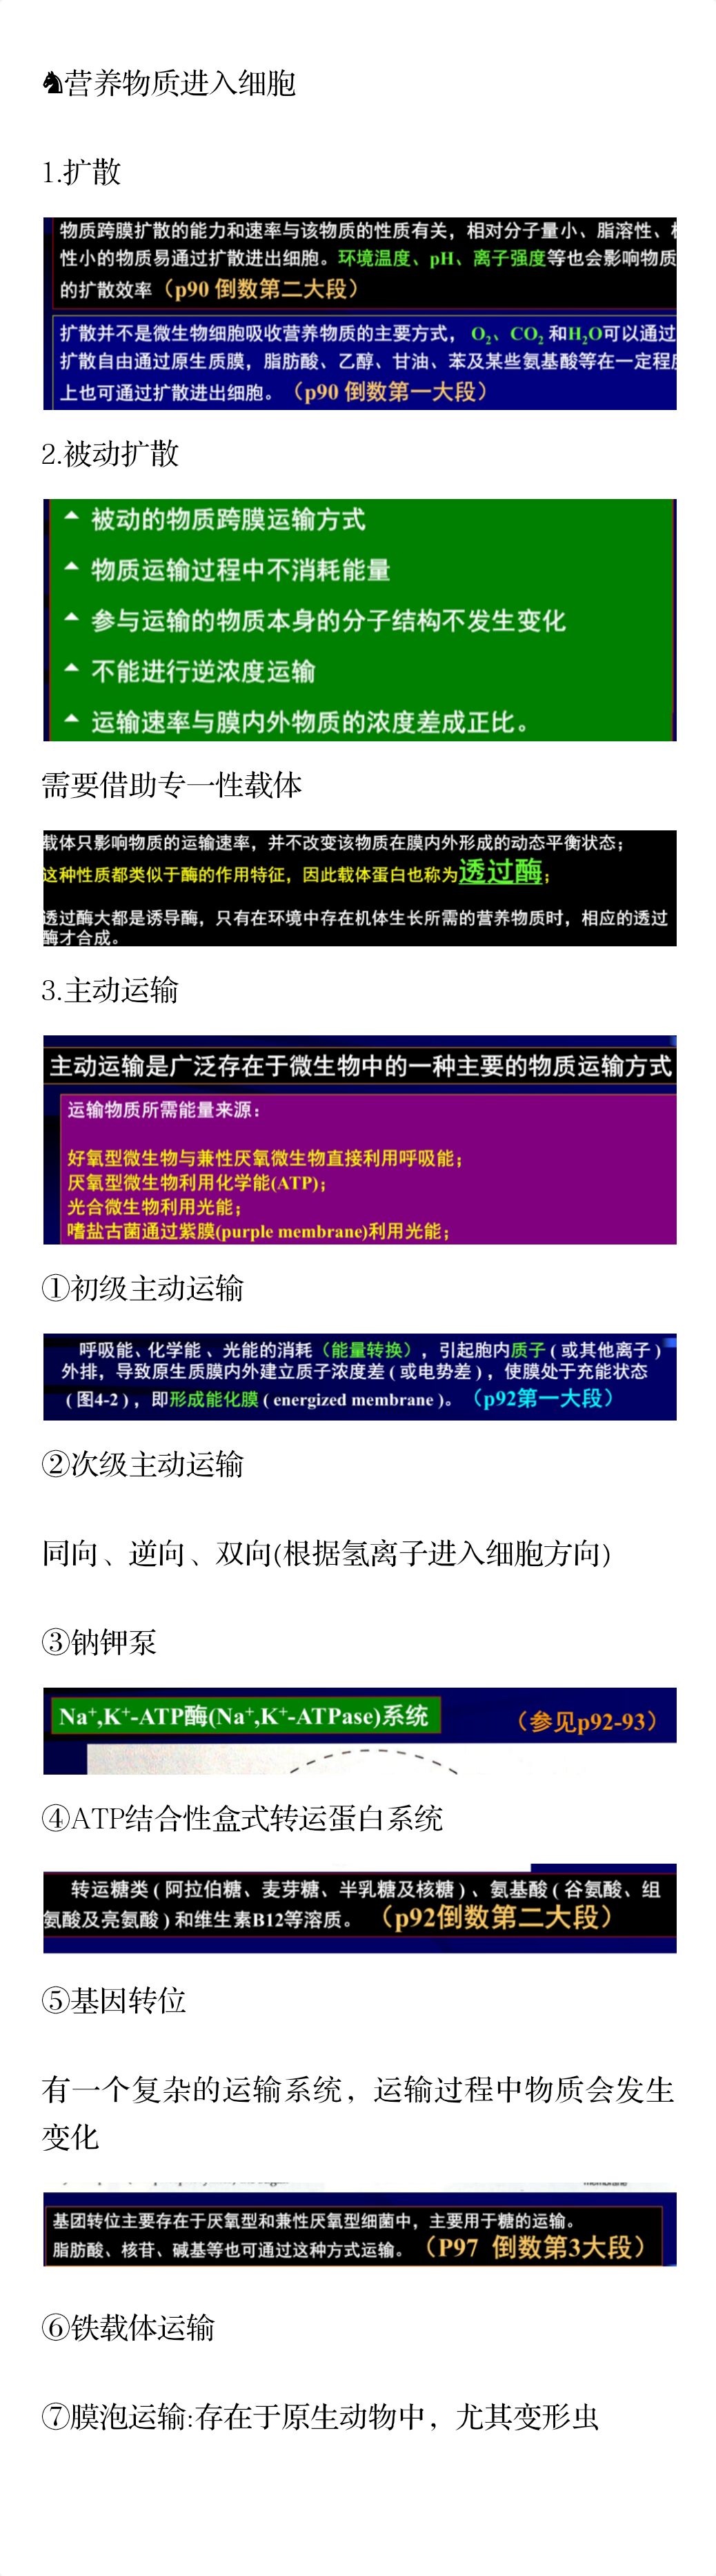 ♞营养物质进入细胞
1.扩散
物质跨膜扩散的能力和速率与该物质的性质有关，相对分子量小、脂溶性、
性小的物质易通过扩散进出细胞。环境温度、pH、离子强度等也会影响物质
的扩散效率（p90 倒数第二大段）
扩散并不是微生物细胞吸收营养物质的主要方式， O₂、CO₂ 和H₂O可以通过
扩散自由通过原生质膜，脂肪酸、乙醇、甘油、苯及某些氨基酸等在一定程
上也可通过扩散进出细胞。（p90 倒数第一大段）
2.被动扩散
被动的物质跨膜运输方式
物质运输过程中不消耗能量
参与运输的物质本身的分子结构不发生变化
不能进行逆浓度运输
运输速率与膜内外物质的浓度差成正比。
需要借助专一性载体
载体只影响物质的运输速率，并不改变该物质在膜内外形成的动态平衡状态；
这种性质都类似于酶的作用特征，因此载体蛋白也称为透过酶；
透过酶大都是诱导酶，只有在环境中存在机体生长所需的营养物质时，相应的透过
酶才合成。
3.主动运输
主动运输是广泛存在于微生物中的一种主要的物质运输方式
运输物质所需能量来源：
好氧型微生物与兼性厌氧微生物直接利用呼吸能；
厌氧型微生物利用化学能(ATP)；
光合微生物利用光能；
嗜盐古菌通过紫膜(purple membrane)利用光能；
①初级主动运输
呼吸能、化学能 、光能的消耗（能量转换），引起胞内质子 ( 或其他离子 )
外排，导致原生质膜内外建立质子浓度差 ( 或电势差 ) ，使膜处于充能状态
( 图4-2 ) ，即形成能化膜 ( energized membrane )。（p92第一大段）
②次级主动运输
同向、逆向、双向(根据氢离子进入细胞方向)
③钠钾泵
Na⁺,K⁺-ATP酶(Na⁺,K⁺-ATPase)系统
（参见p92-93）
④ATP结合性盒式转运蛋白系统
转运糖类 ( 阿拉伯糖、麦芽糖、半乳糖及核糖 ) 、氨基酸 ( 谷氨酸、组
氨酸及亮氨酸 ) 和维生素B12等溶质。（p92倒数第二大段）
⑤基因转位
有一个复杂的运输系统，运输过程中物质会发生
变化
基团转位主要存在于厌氧型和兼性厌氧型细菌中，主要用于糖的运输。
脂肪酸、核苷、碱基等也可通过这种方式运输。（P97 倒数第3大段）
⑥铁载体运输
⑦膜泡运输:存在于原生动物中，尤其变形虫